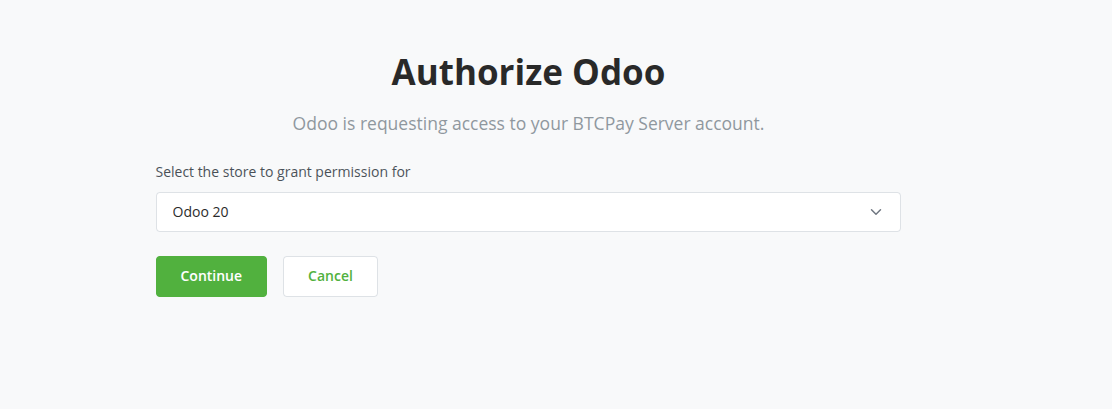 Authorize Odoo
Odoo is requesting access to your BTCPay Server account.
Select the store to grant permission for
Odoo 20
Continue
Cancel